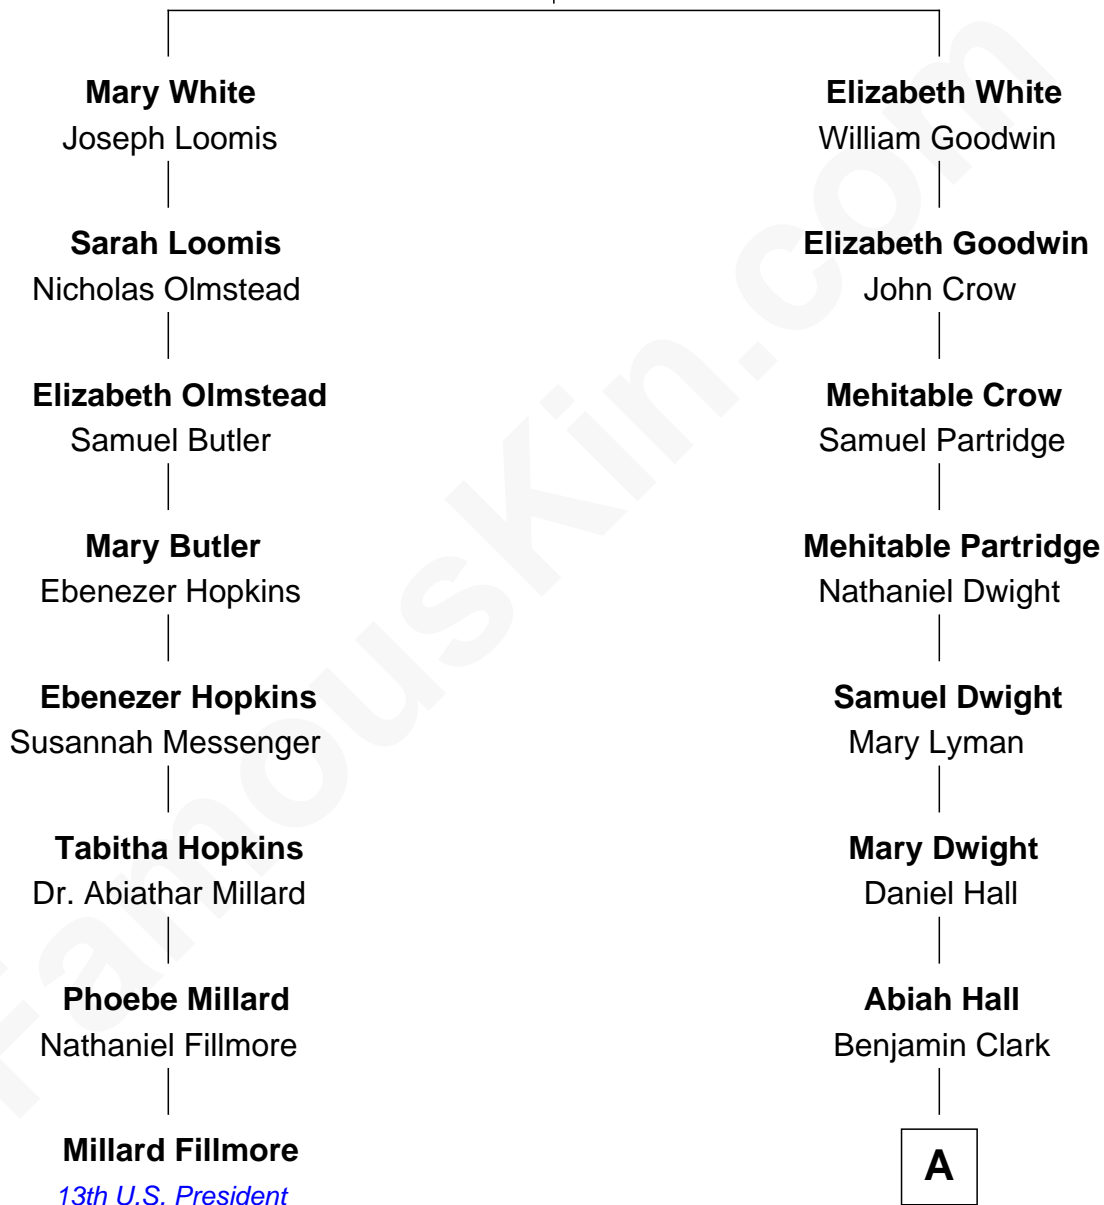 Mary White
Joseph Loomis
Sarah Loomis
Nicholas Olmstead
Elizabeth Olmstead
Samuel Butler
Mary Butler
Ebenezer Hopkins
Ebenezer Hopkins
Susannah Messenger
Tabitha Hopkins
Dr. Abiathar Millard
Phoebe Millard
Nathaniel Fillmore
Millard Fillmore
13th U.S. President
Elizabeth White
William Goodwin
Elizabeth Goodwin
John Crow
Mehitable Crow
Samuel Partridge
Mehitable Partridge
Nathaniel Dwight
Samuel Dwight
Mary Lyman
Mary Dwight
Daniel Hall
Abiah Hall
Benjamin Clark
A
FamousKin.com